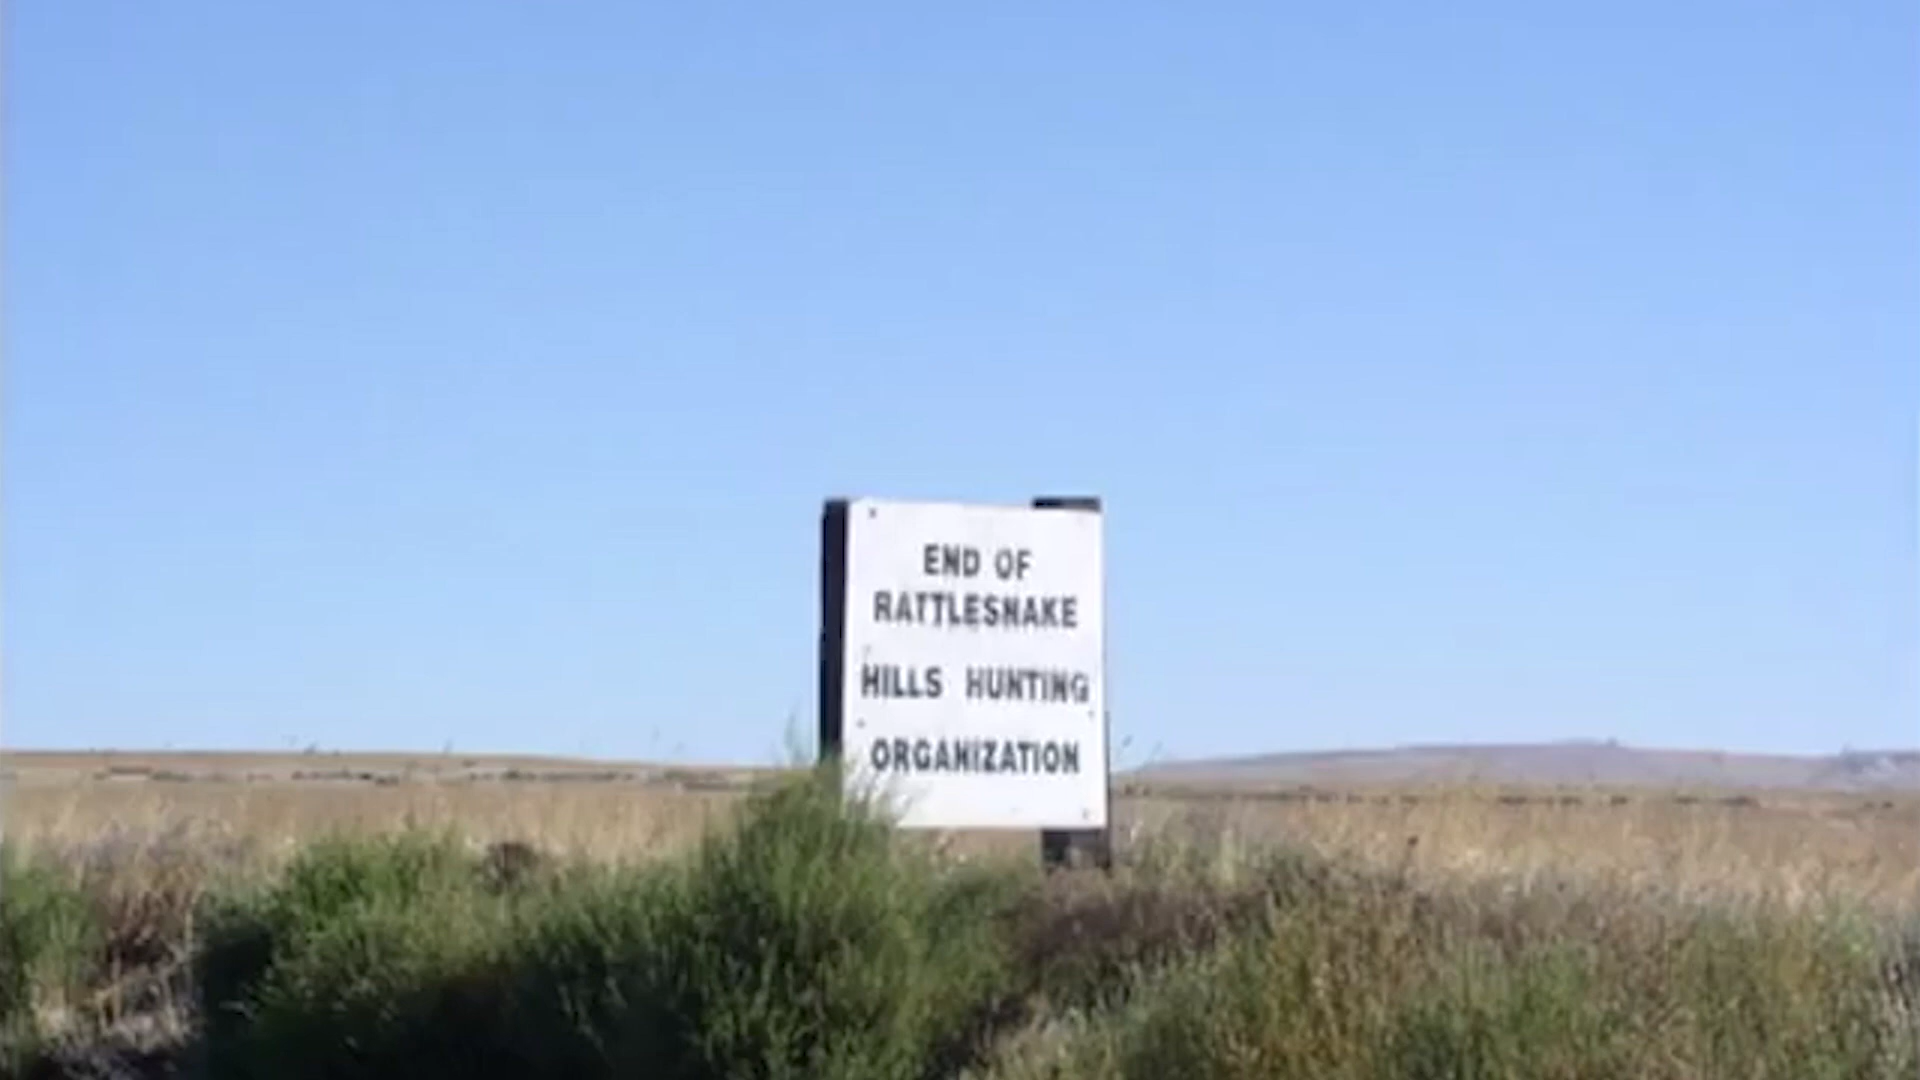 END OF
RATTLESNAKE
HILLS HUNTING
ORGANIZATION